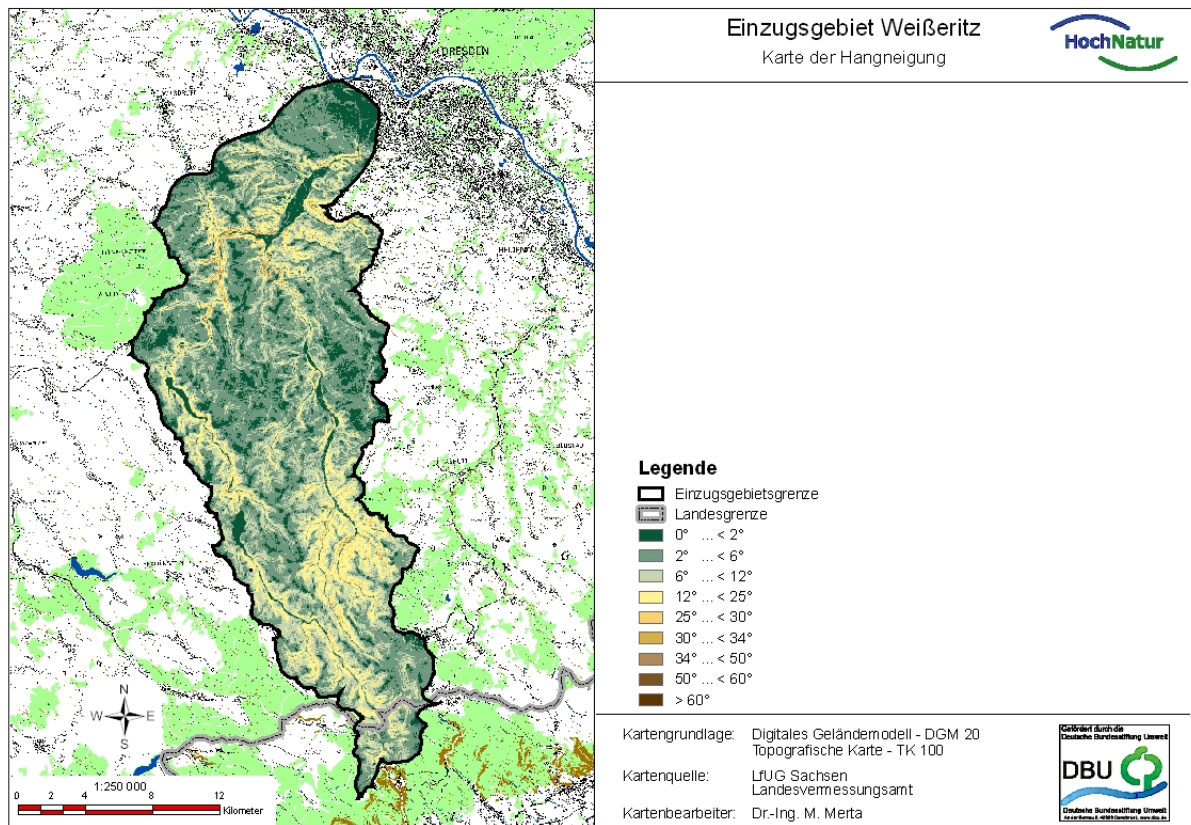 DRESDEN
N
W E
S
1:250 000
0 2 4 8 12
Kilometer
Einzugsgebiet Weißeritz
Karte der Hangneigung
HochNatur
Legende
Einzugsgebietsgrenze
Landesgrenze
0° ... < 2°
2° ... < 6°
6° ... < 12°
12° ... < 25°
25° ... < 30°
30° ... < 34°
34° ... < 50°
50° ... < 60°
> 60°
Kartengrundlage: Digitales Geländemodell - DGM 20
Topografische Karte - TK 100
Kartenquelle: LfUG Sachsen
Landesvermessungsamt
Kartenbearbeiter: Dr.-Ing. M. Merta
Gefördert durch die
Deutsche Bundesstiftung Umwelt
DBU
Deutsche Bundesstiftung Umwelt